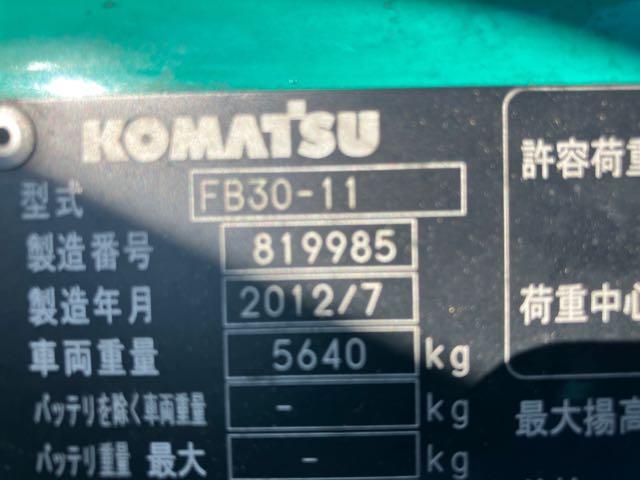 KOMATSU
型式 FB30-11
製造番号 819985
製造年月 2012/7
車両重量 5640 kg
バッテリを除く車両重量 - kg
バッテリ重量 最大 - kg
許容荷重
荷重中心
最大揚高